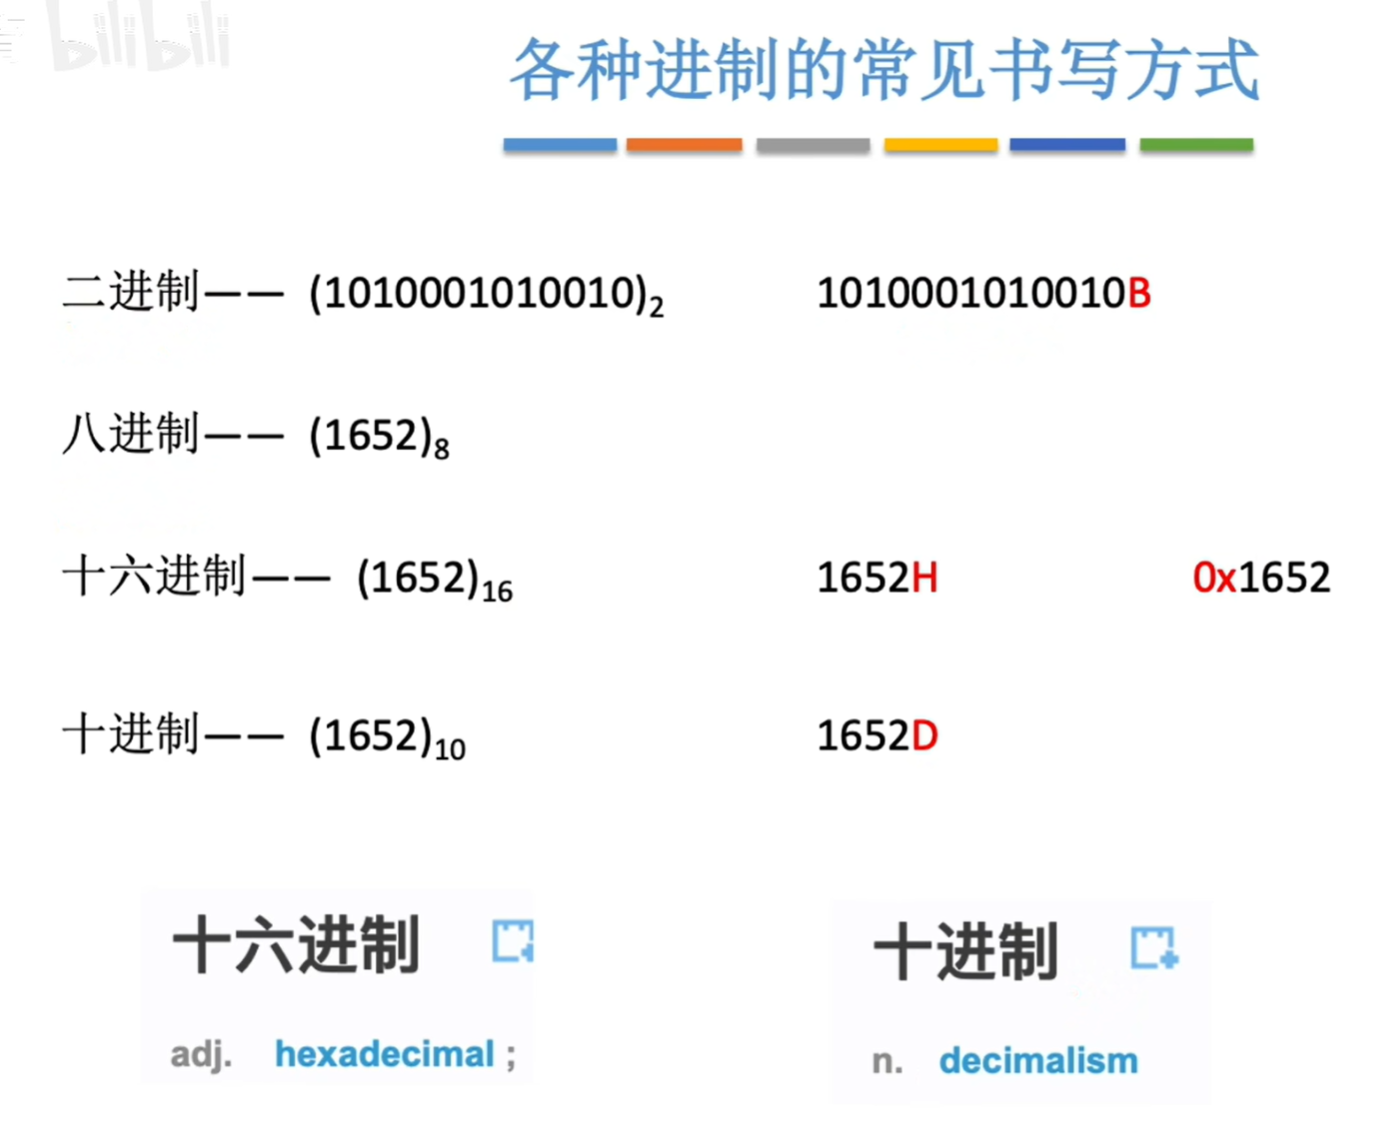 bilibili
各种进制的常见书写方式
二进制—— (1010001010010)₂ 1010001010010B
八进制—— (1652)₈
十六进制—— (1652)₁₆ 1652H 0x1652
十进制—— (1652)₁₀ 1652D
十六进制
adj. hexadecimal ;
十进制
n. decimalism